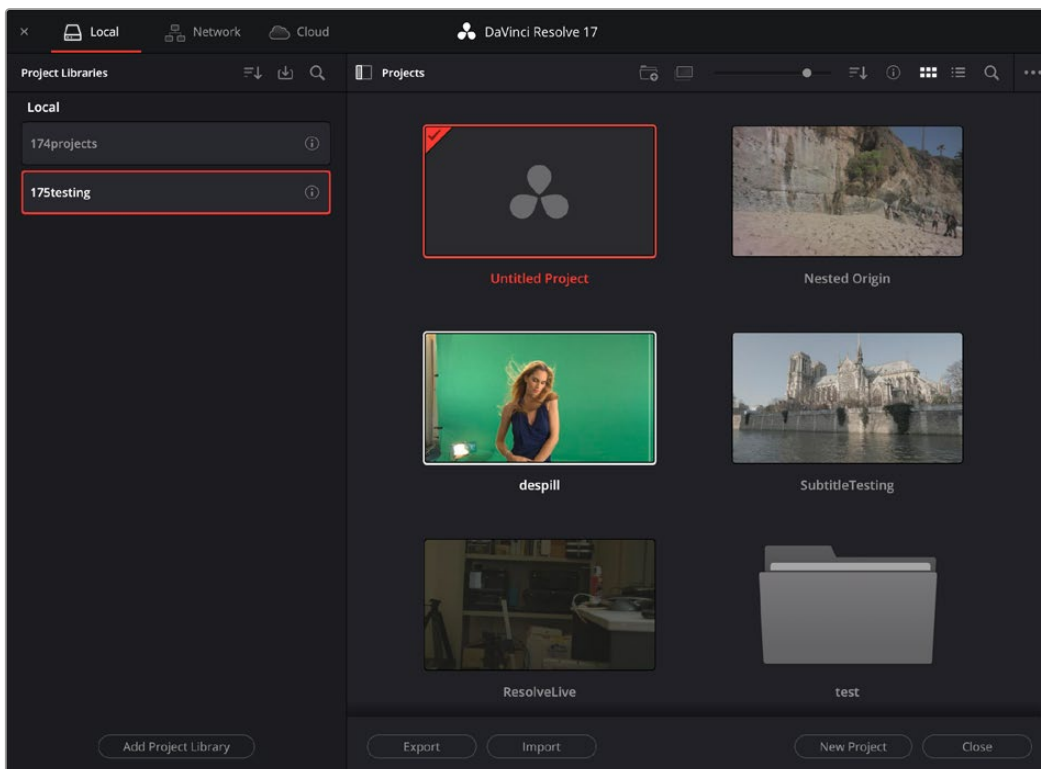 Local Network Cloud DaVinci Resolve 17
Project Libraries Projects
Local
174projects
175testing
Untitled Project Nested Origin
despill SubtitleTesting
ResolveLive test
Add Project Library Export Import New Project Close